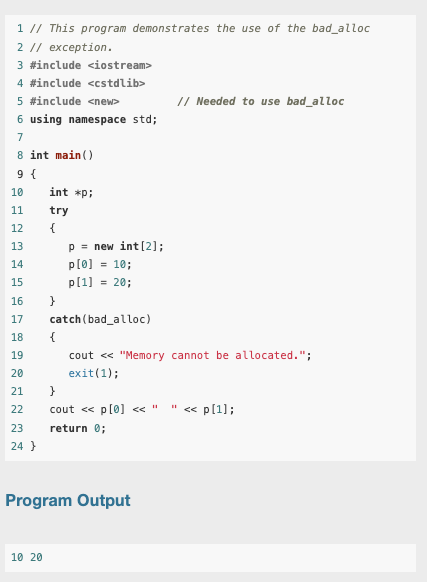 1 // This program demonstrates the use of the bad_alloc
2 // exception.
3 #include <iostream>
4 #include <cstdlib>
5 #include <new>         // Needed to use bad_alloc
6 using namespace std;
7
8 int main()
9 {
10    int *p;
11    try
12    {
13       p = new int[2];
14       p[0] = 10;
15       p[1] = 20;
16    }
17    catch(bad_alloc)
18    {
19       cout << "Memory cannot be allocated.";
20       exit(1);
21    }
22    cout << p[0] << "  " << p[1];
23    return 0;
24 }
Program Output
10 20